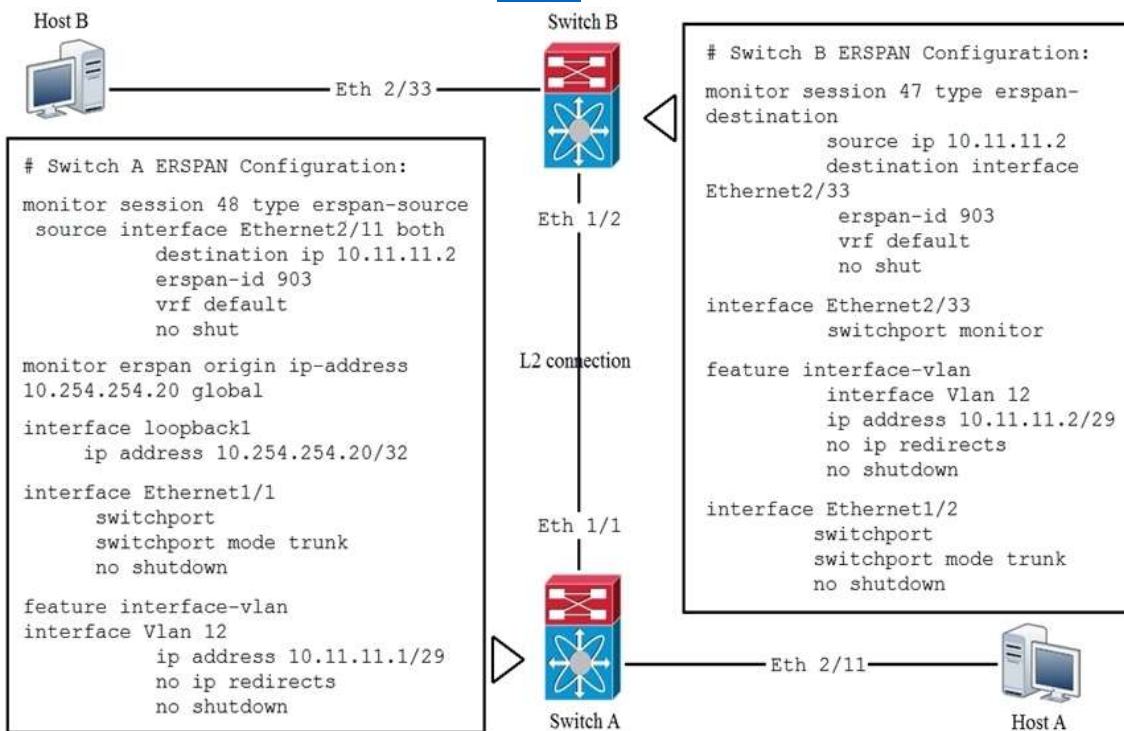 Host B
Switch B
Eth 2/33
# Switch A ERSPAN Configuration:
monitor session 48 type erspan-source
source interface Ethernet2/11 both
destination ip 10.11.11.2
erspan-id 903
vrf default
no shut
monitor erspan origin ip-address
10.254.254.20 global
interface loopback1
ip address 10.254.254.20/32
interface Ethernet1/1
switchport
switchport mode trunk
no shutdown
feature interface-vlan
interface Vlan 12
ip address 10.11.11.1/29
no ip redirects
no shutdown
Eth 1/2
L2 connection
Eth 1/1
# Switch B ERSPAN Configuration:
monitor session 47 type erspan-
destination
source ip 10.11.11.2
destination interface
Ethernet2/33
erspan-id 903
vrf default
no shut
interface Ethernet2/33
switchport monitor
feature interface-vlan
interface Vlan 12
ip address 10.11.11.2/29
no ip redirects
no shutdown
interface Ethernet1/2
switchport
switchport mode trunk
no shutdown
Eth 2/11
Switch A
Host A